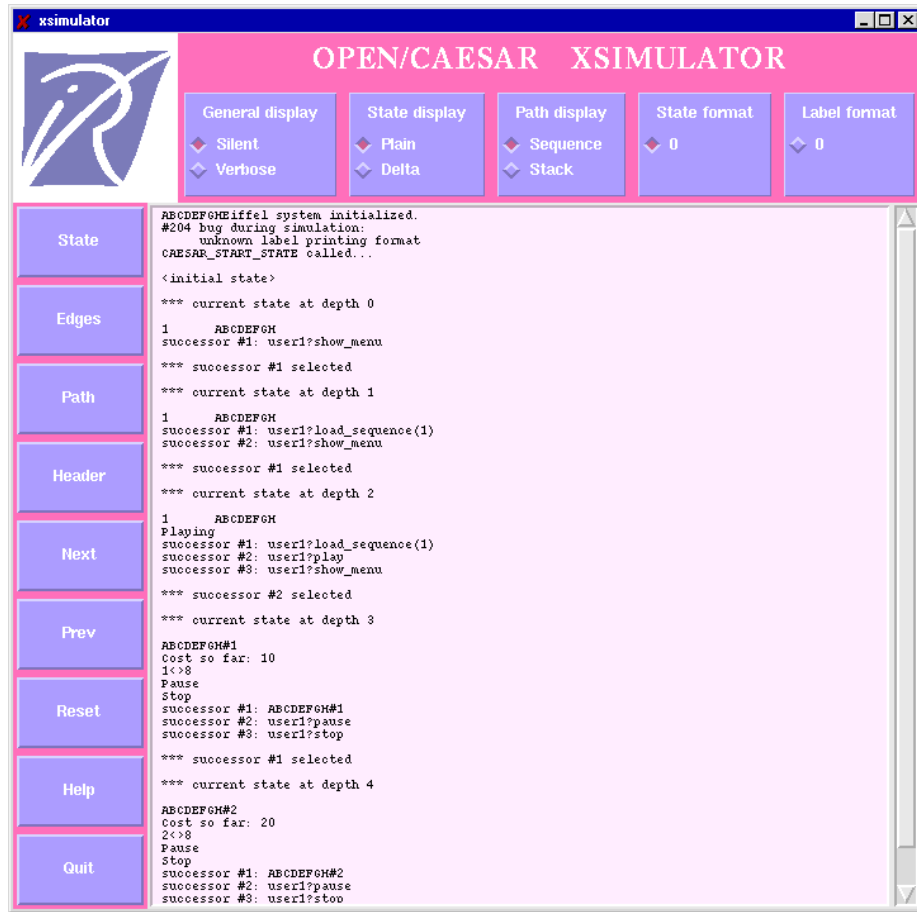 xsimulator
OPEN/CAESAR XSIMULATOR
General display
Silent
Verbose
State display
Plain
Delta
Path display
Sequence
Stack
State format
0
Label format
0
State
Edges
Path
Header
Next
Prev
Reset
Help
Quit
ABCDEFGHEiffel system initialized.
#204 bug during simulation:
unknown label printing format
CAESAR_START_STATE called...
<initial state>
*** current state at depth 0
1 ABCDEFGH
successor #1: user1?show_menu
*** successor #1 selected
*** current state at depth 1
1 ABCDEFGH
successor #1: user1?load_sequence(1)
successor #2: user1?show_menu
*** successor #1 selected
*** current state at depth 2
1 ABCDEFGH
Playing
successor #1: user1?load_sequence(1)
successor #2: user1?play
successor #3: user1?show_menu
*** successor #2 selected
*** current state at depth 3
ABCDEFGH#1
Cost so far: 10
1<>8
Pause
Stop
successor #1: ABCDEFGH#1
successor #2: user1?pause
successor #3: user1?stop
*** successor #1 selected
*** current state at depth 4
ABCDEFGH#2
Cost so far: 20
2<>8
Pause
Stop
successor #1: ABCDEFGH#2
successor #2: user1?pause
successor #3: user1?stop